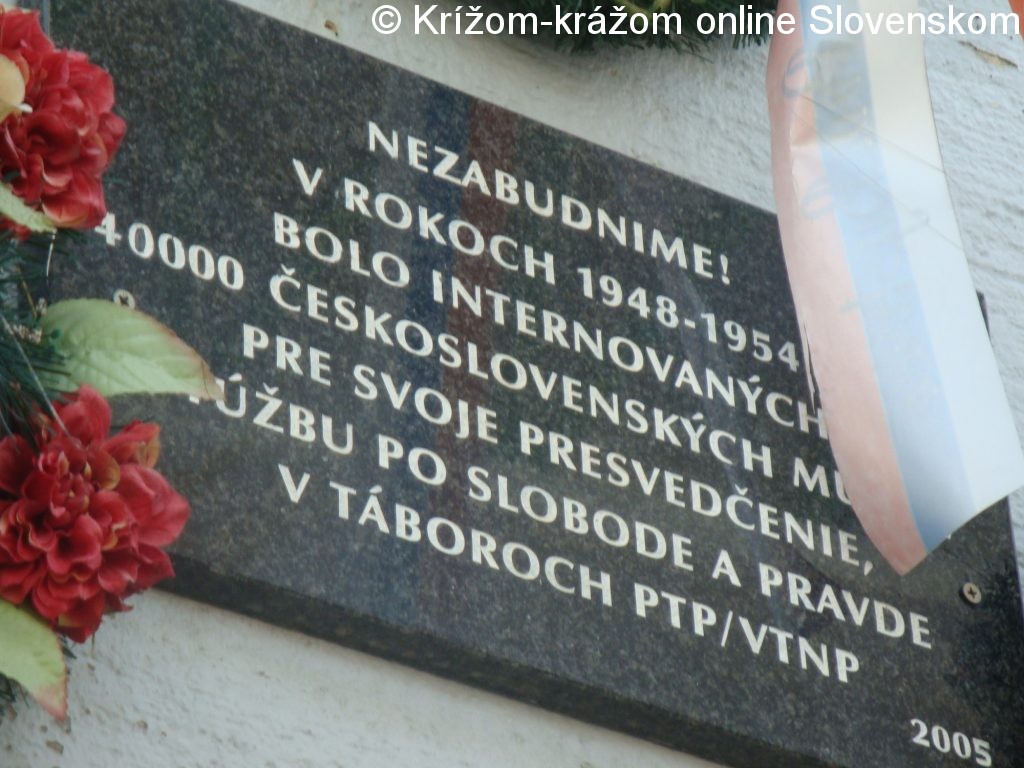 © Krížom-krážom online Slovenskom
NEZABUDNIME!
V ROKOCH 1948-1954
BOLO INTERNOVANÝCH
40000 ČESKOSLOVENSKÝCH
PRE SVOJE PRESVEDČENIE,
TÚŽBU PO SLOBODE A PRAVDE
V TÁBOROCH PTP/VTNP
2005